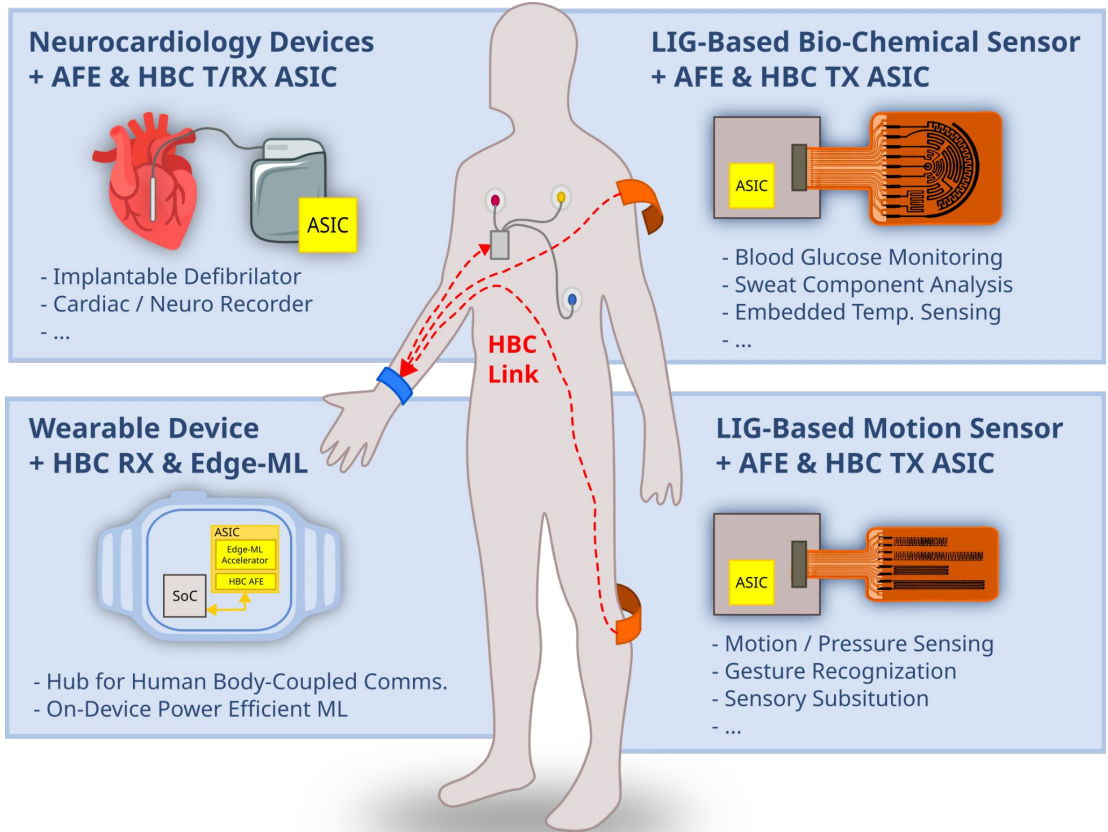 Neurocardiology Devices
+ AFE & HBC T/RX ASIC
ASIC
- Implantable Defibrilator
- Cardiac / Neuro Recorder
- ...
LIG-Based Bio-Chemical Sensor
+ AFE & HBC TX ASIC
ASIC
- Blood Glucose Monitoring
- Sweat Component Analysis
- Embedded Temp. Sensing
- ...
HBC
Link
Wearable Device
+ HBC RX & Edge-ML
ASIC
Edge-ML
Accelerator
HBC AFE
SoC
- Hub for Human Body-Coupled Comms.
- On-Device Power Efficient ML
LIG-Based Motion Sensor
+ AFE & HBC TX ASIC
ASIC
- Motion / Pressure Sensing
- Gesture Recognization
- Sensory Subsitution
- ...